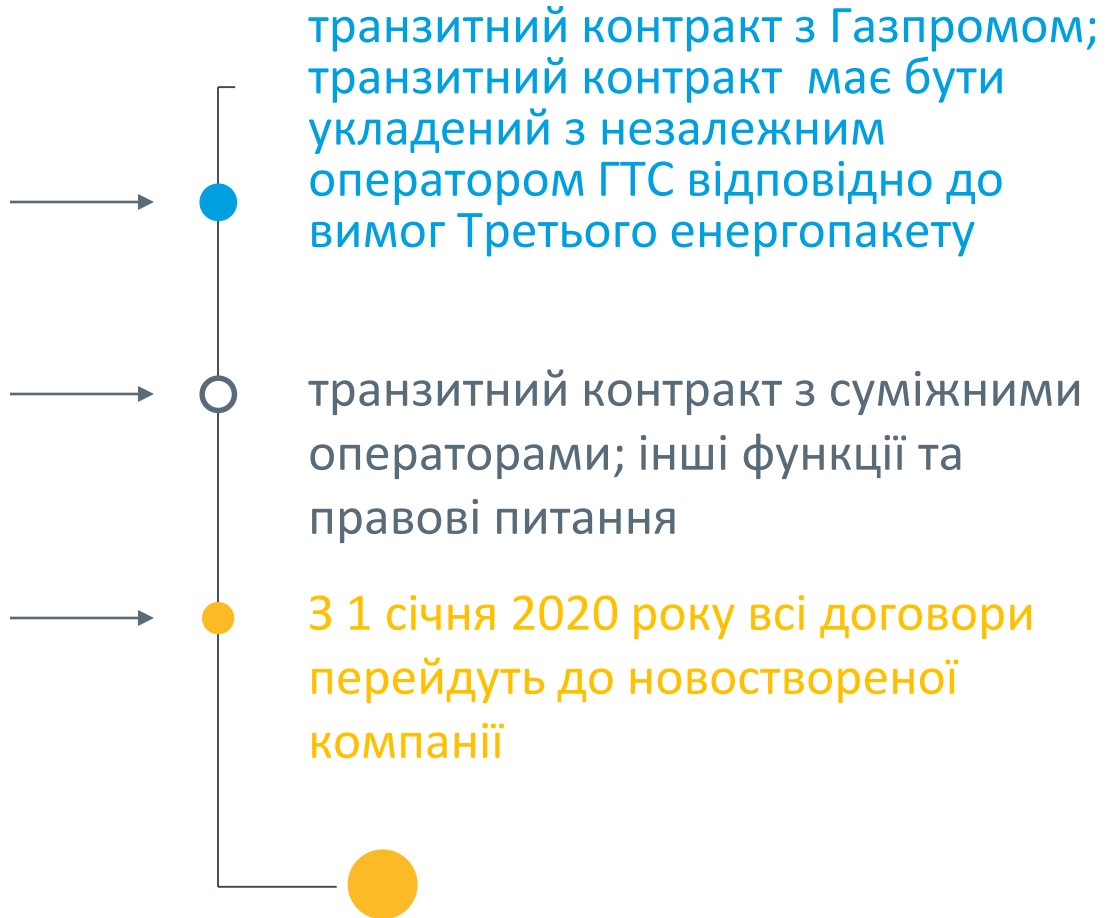 транзитний контракт з Газпромом;
транзитний контракт  має бути
укладений з незалежним
оператором ГТС відповідно до
вимог Третього енергопакету
транзитний контракт з суміжними
операторами; інші функції та
правові питання
З 1 січня 2020 року всі договори
перейдуть до новоствореної
компанії